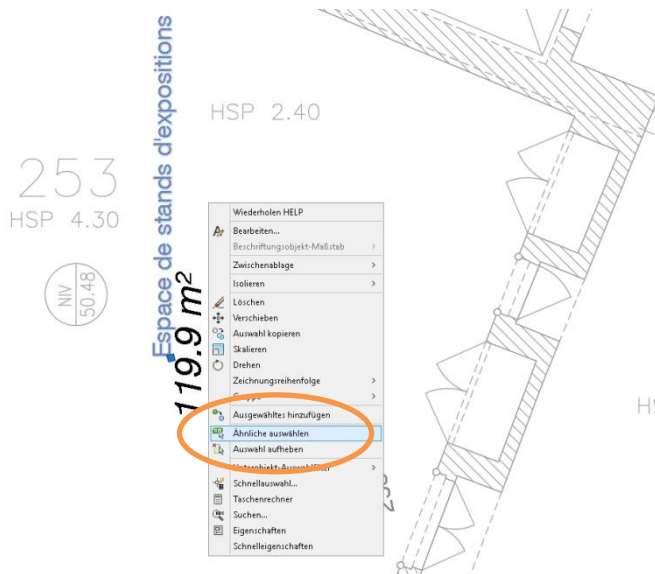 Espace de stands d'expositions
119.9 m²
HSP 2.40
253
HSP 4.30
NIV
50.48
Wiederholen HELP
Bearbeiten...
Beschriftungsobjekt-Maßstab
Zwischenablage
Isolieren
Löschen
Verschieben
Auswahl kopieren
Skalieren
Drehen
Zeichnungsreihenfolge
Ausgewähltes hinzufügen
Ähnliche auswählen
Auswahl aufheben
Schnellauswahl...
Taschenrechner
Suchen...
Eigenschaften
Schnelleigenschaften